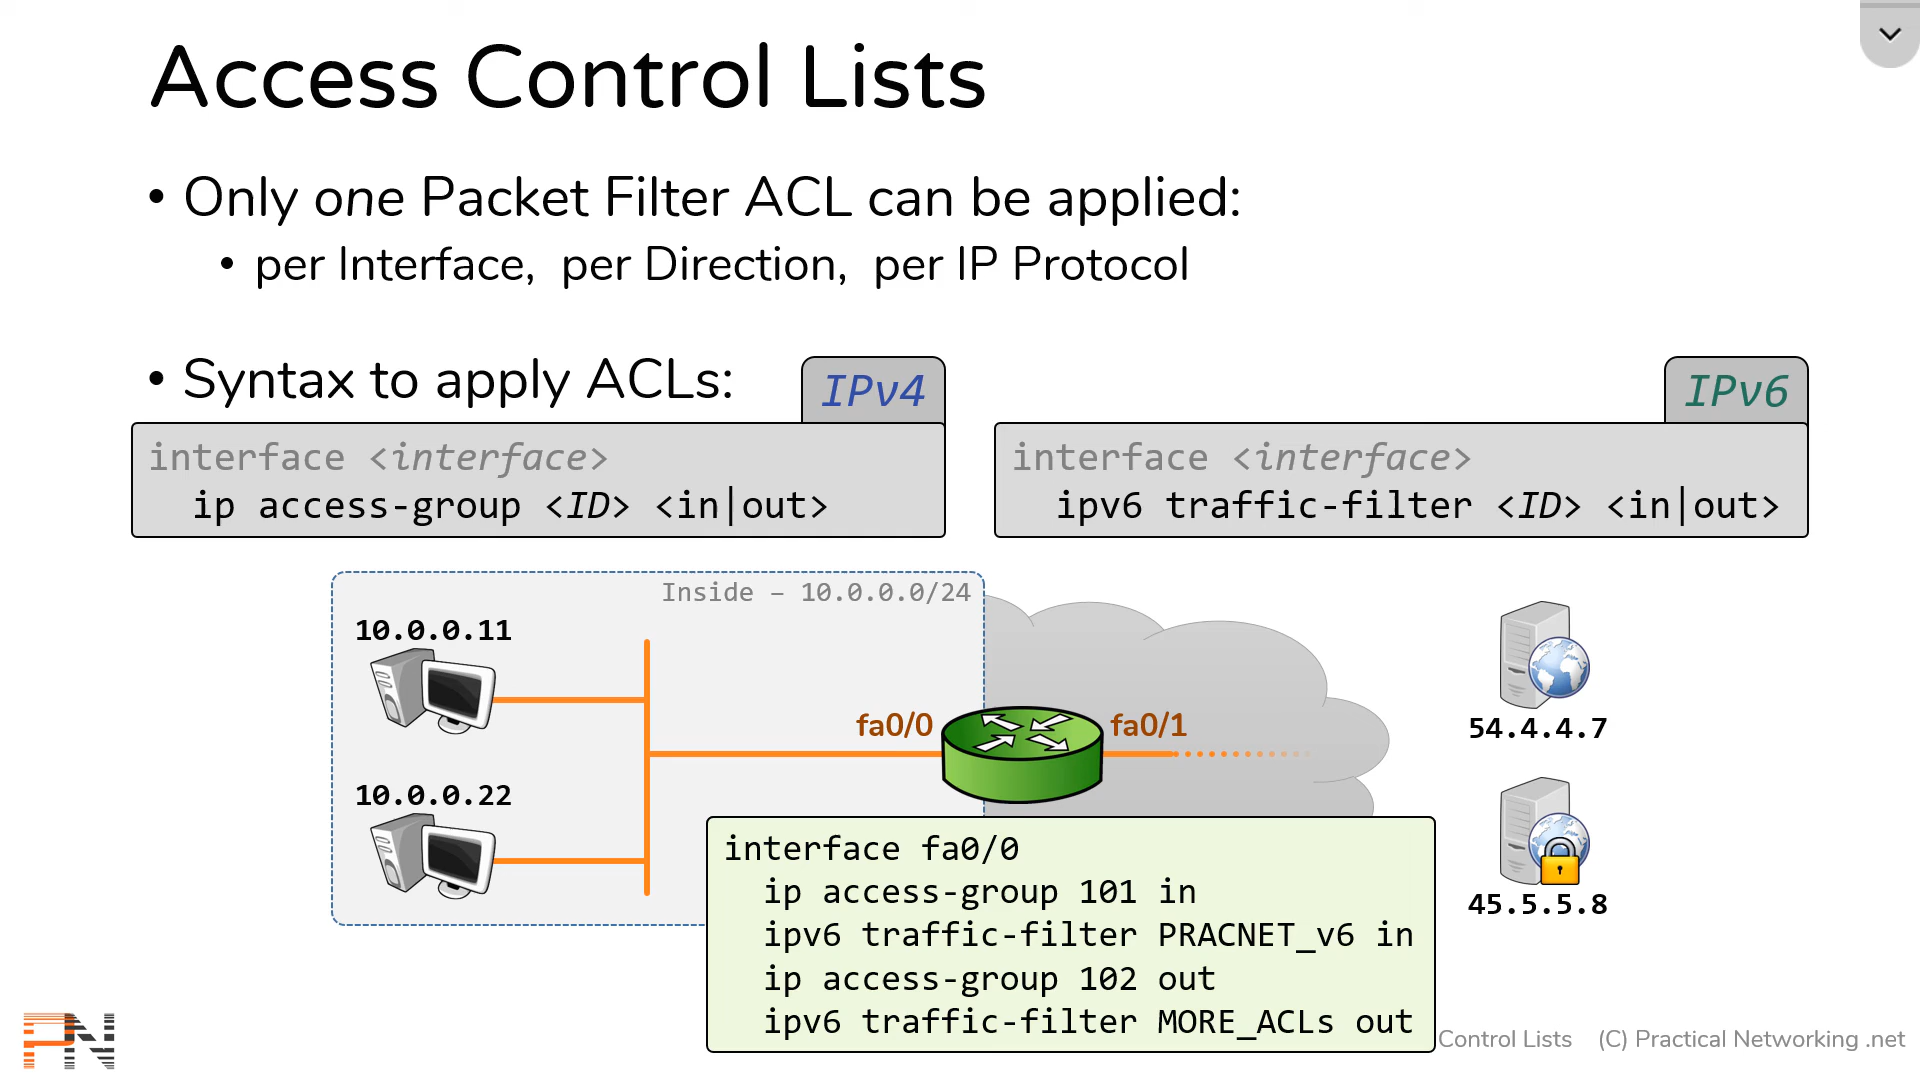 Access Control Lists
• Only one Packet Filter ACL can be applied:
• per Interface, per Direction, per IP Protocol
• Syntax to apply ACLs:
IPv4
interface <interface>
ip access-group <ID> <in|out>
IPv6
interface <interface>
ipv6 traffic-filter <ID> <in|out>
Inside – 10.0.0.0/24
10.0.0.11
10.0.0.22
fa0/0
fa0/1
54.4.4.7
45.5.5.8
interface fa0/0
ip access-group 101 in
ipv6 traffic-filter PRACNET_v6 in
ip access-group 102 out
ipv6 traffic-filter MORE_ACLs out
PN
Control Lists (C) Practical Networking .net